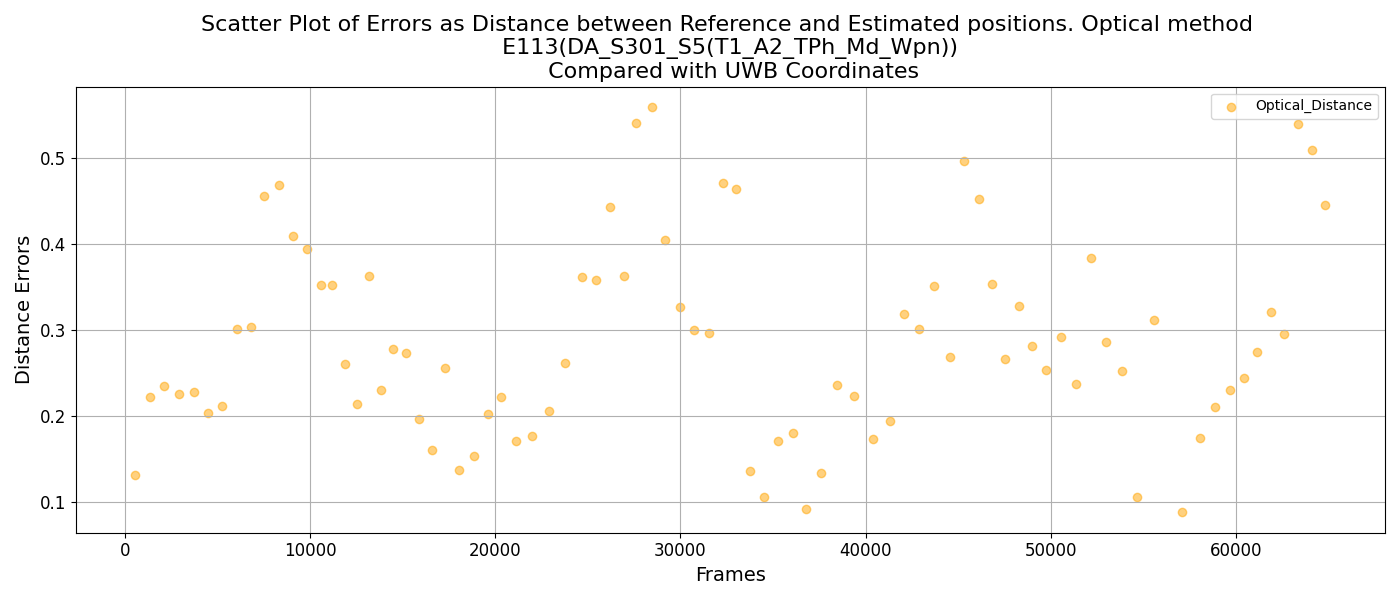 Scatter Plot of Errors as Distance between Reference and Estimated positions. Optical method
E113(DA_S301_S5(T1_A2_TPh_Md_Wpn))
Compared with UWB Coordinates
Optical_Distance
Distance Errors
0.5
0.4
0.3
0.2
0.1
0 10000 20000 30000 40000 50000 60000
Frames